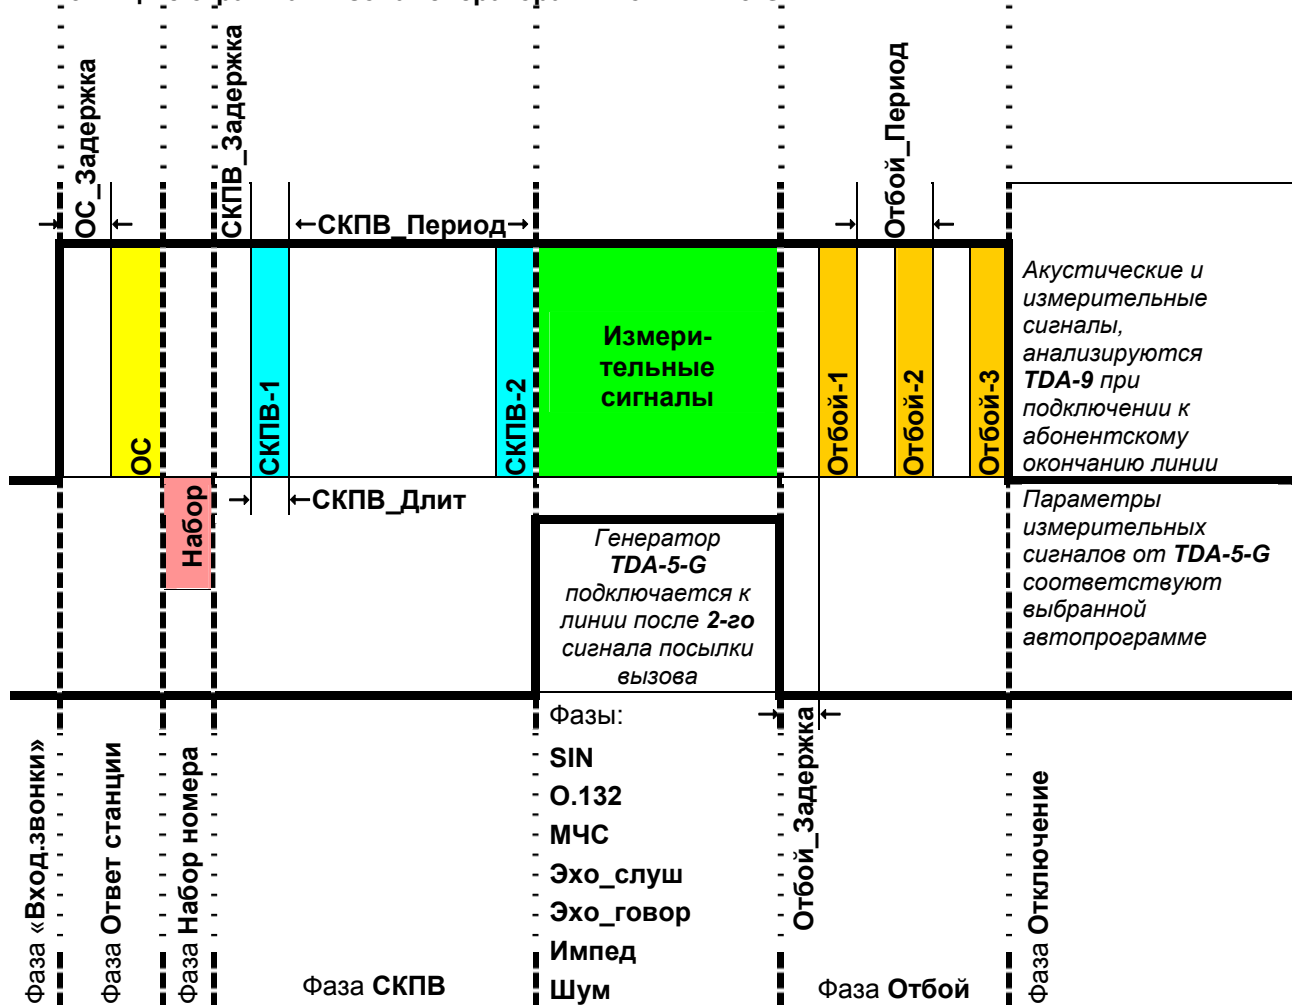 ОС_Задержка
СКПВ_Задержка
Отбой_Период
СКПВ_Период
ОС
СКПВ-1
СКПВ-2
Измери-
тельные
сигналы
Отбой-1
Отбой-2
Отбой-3
Акустические и
измерительные
сигналы,
анализируются
TDA-9 при
подключении к
абонентскому
окончанию линии
Набор
СКПВ_Длит
Генератор
TDA-5-G
подключается к
линии после 2-го
сигнала посылки
вызова
Параметры
измерительных
сигналов от TDA-5-G
соответствуют
выбранной
автопрограмме
Фаза «Вход.звонки»
Фаза Ответ станции
Фаза Набор номера
Фаза СКПВ
Фазы:
SIN
О.132
МЧС
Эхо_слуш
Эхо_говор
Импед
Шум
Отбой_Задержка
Фаза Отбой
Фаза Отключение